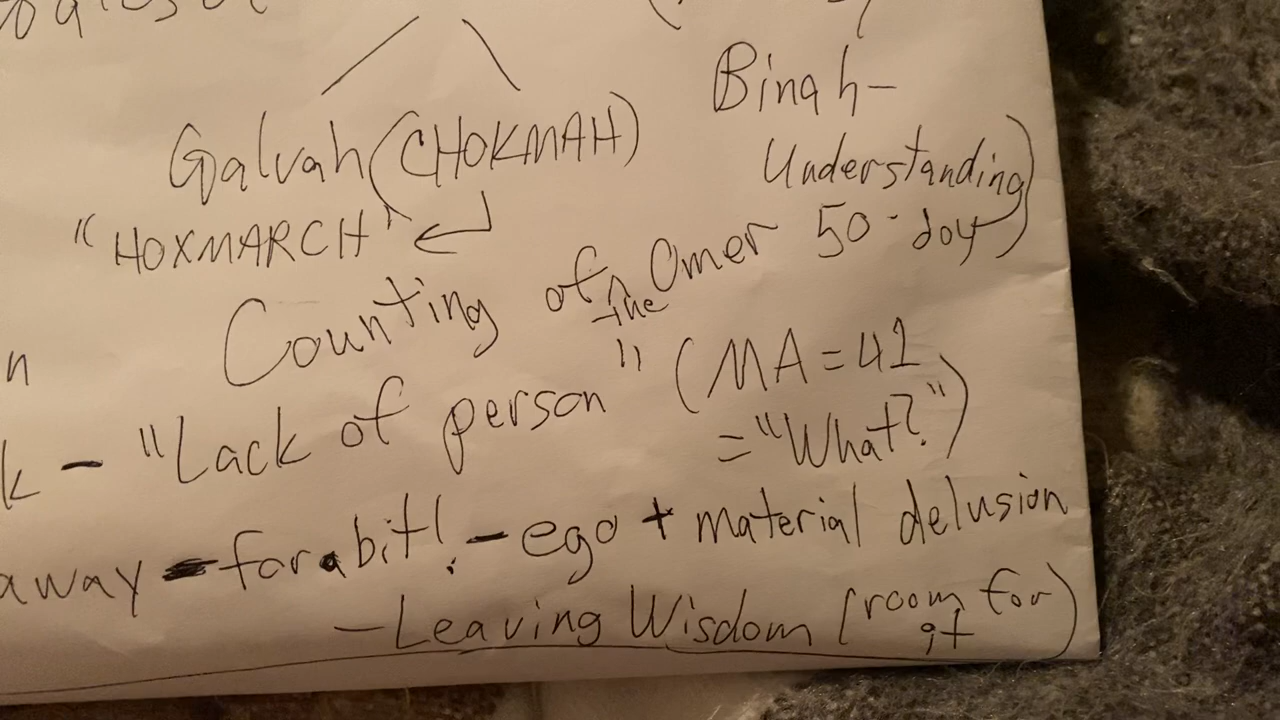 Galvah (CHOKMAH)
Binah-
Understanding)
"HOXMARCH"
Counting of the Omer 50-day)
n
k - "Lack of person" (MA=42
="What?")
away - for a bit! - ego + material delusion
- Leaving Wisdom (room for it)